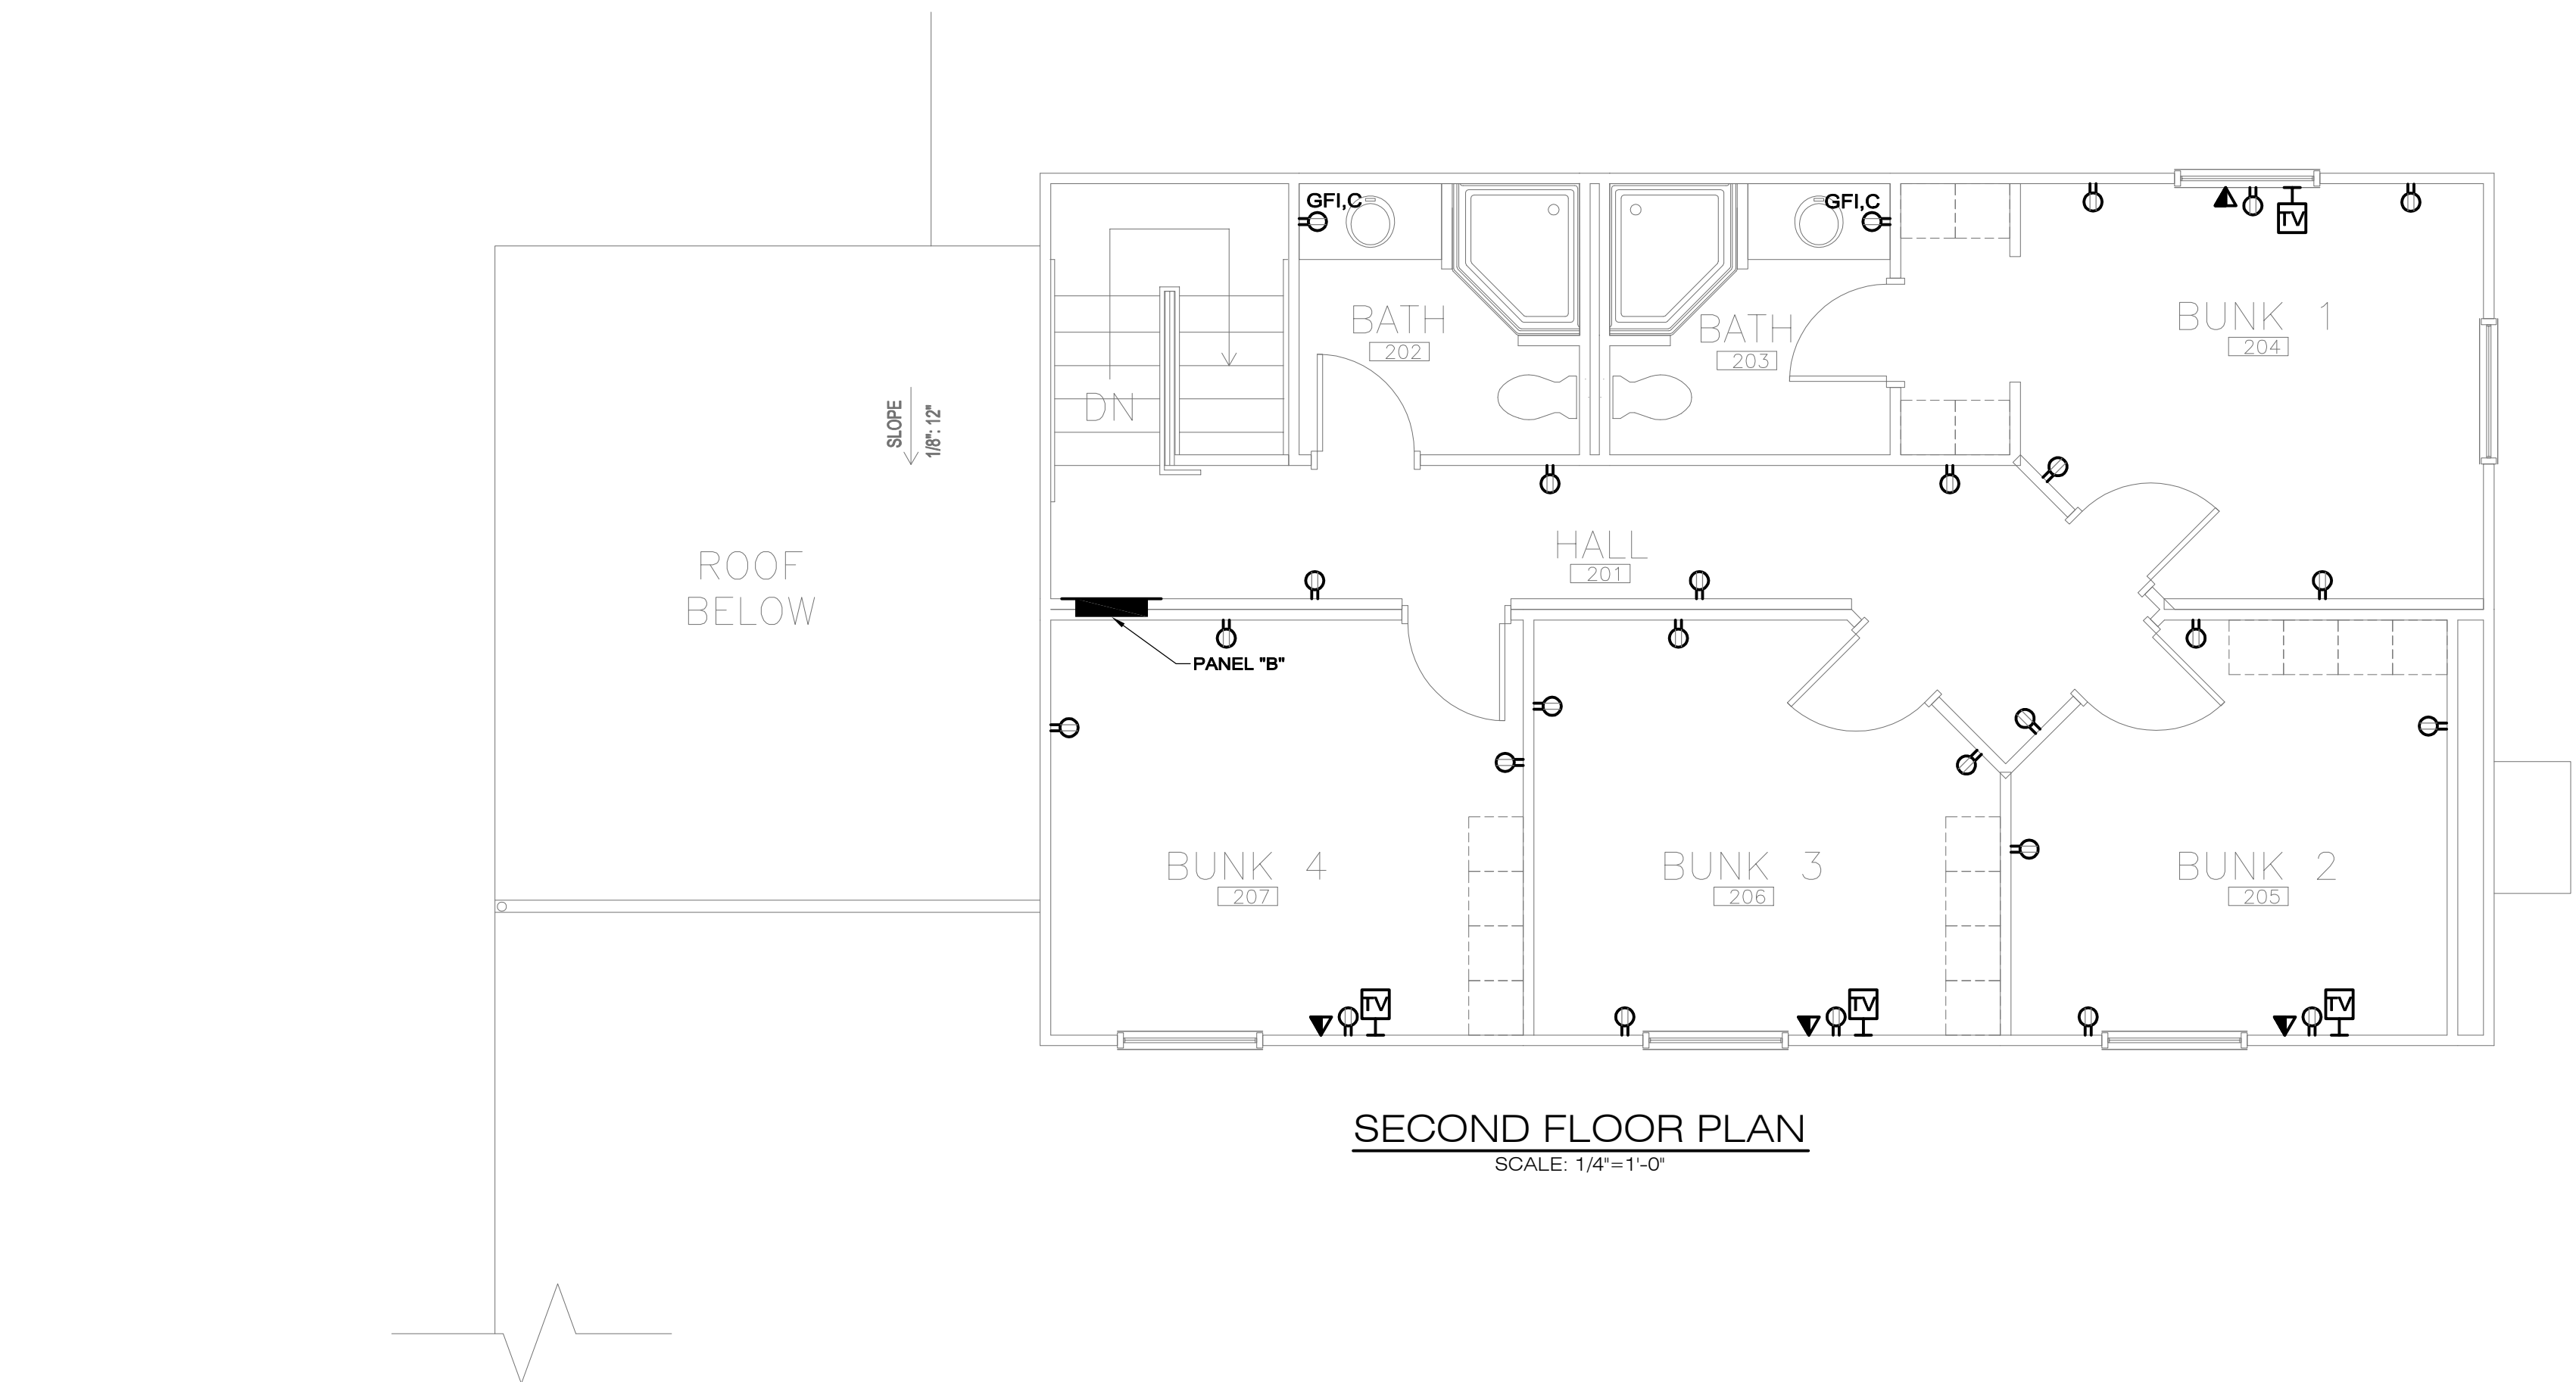 GFI,C
GFI,C
TV
BATH
202
BATH
203
BUNK 1
204
DN
SLOPE
1/8": 12"
ROOF
BELOW
HALL
201
PANEL "B"
BUNK 4
207
BUNK 3
206
BUNK 2
205
TV
TV
TV
SECOND FLOOR PLAN
SCALE: 1/4"=1'-0"